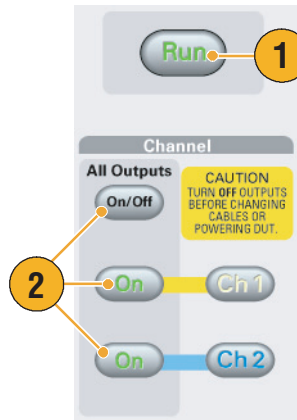 Run
1
Channel
All Outputs
On/Off
CAUTION
TURN OFF OUTPUTS
BEFORE CHANGING
CABLES OR
POWERING DUT.
2
On
Ch 1
On
Ch 2